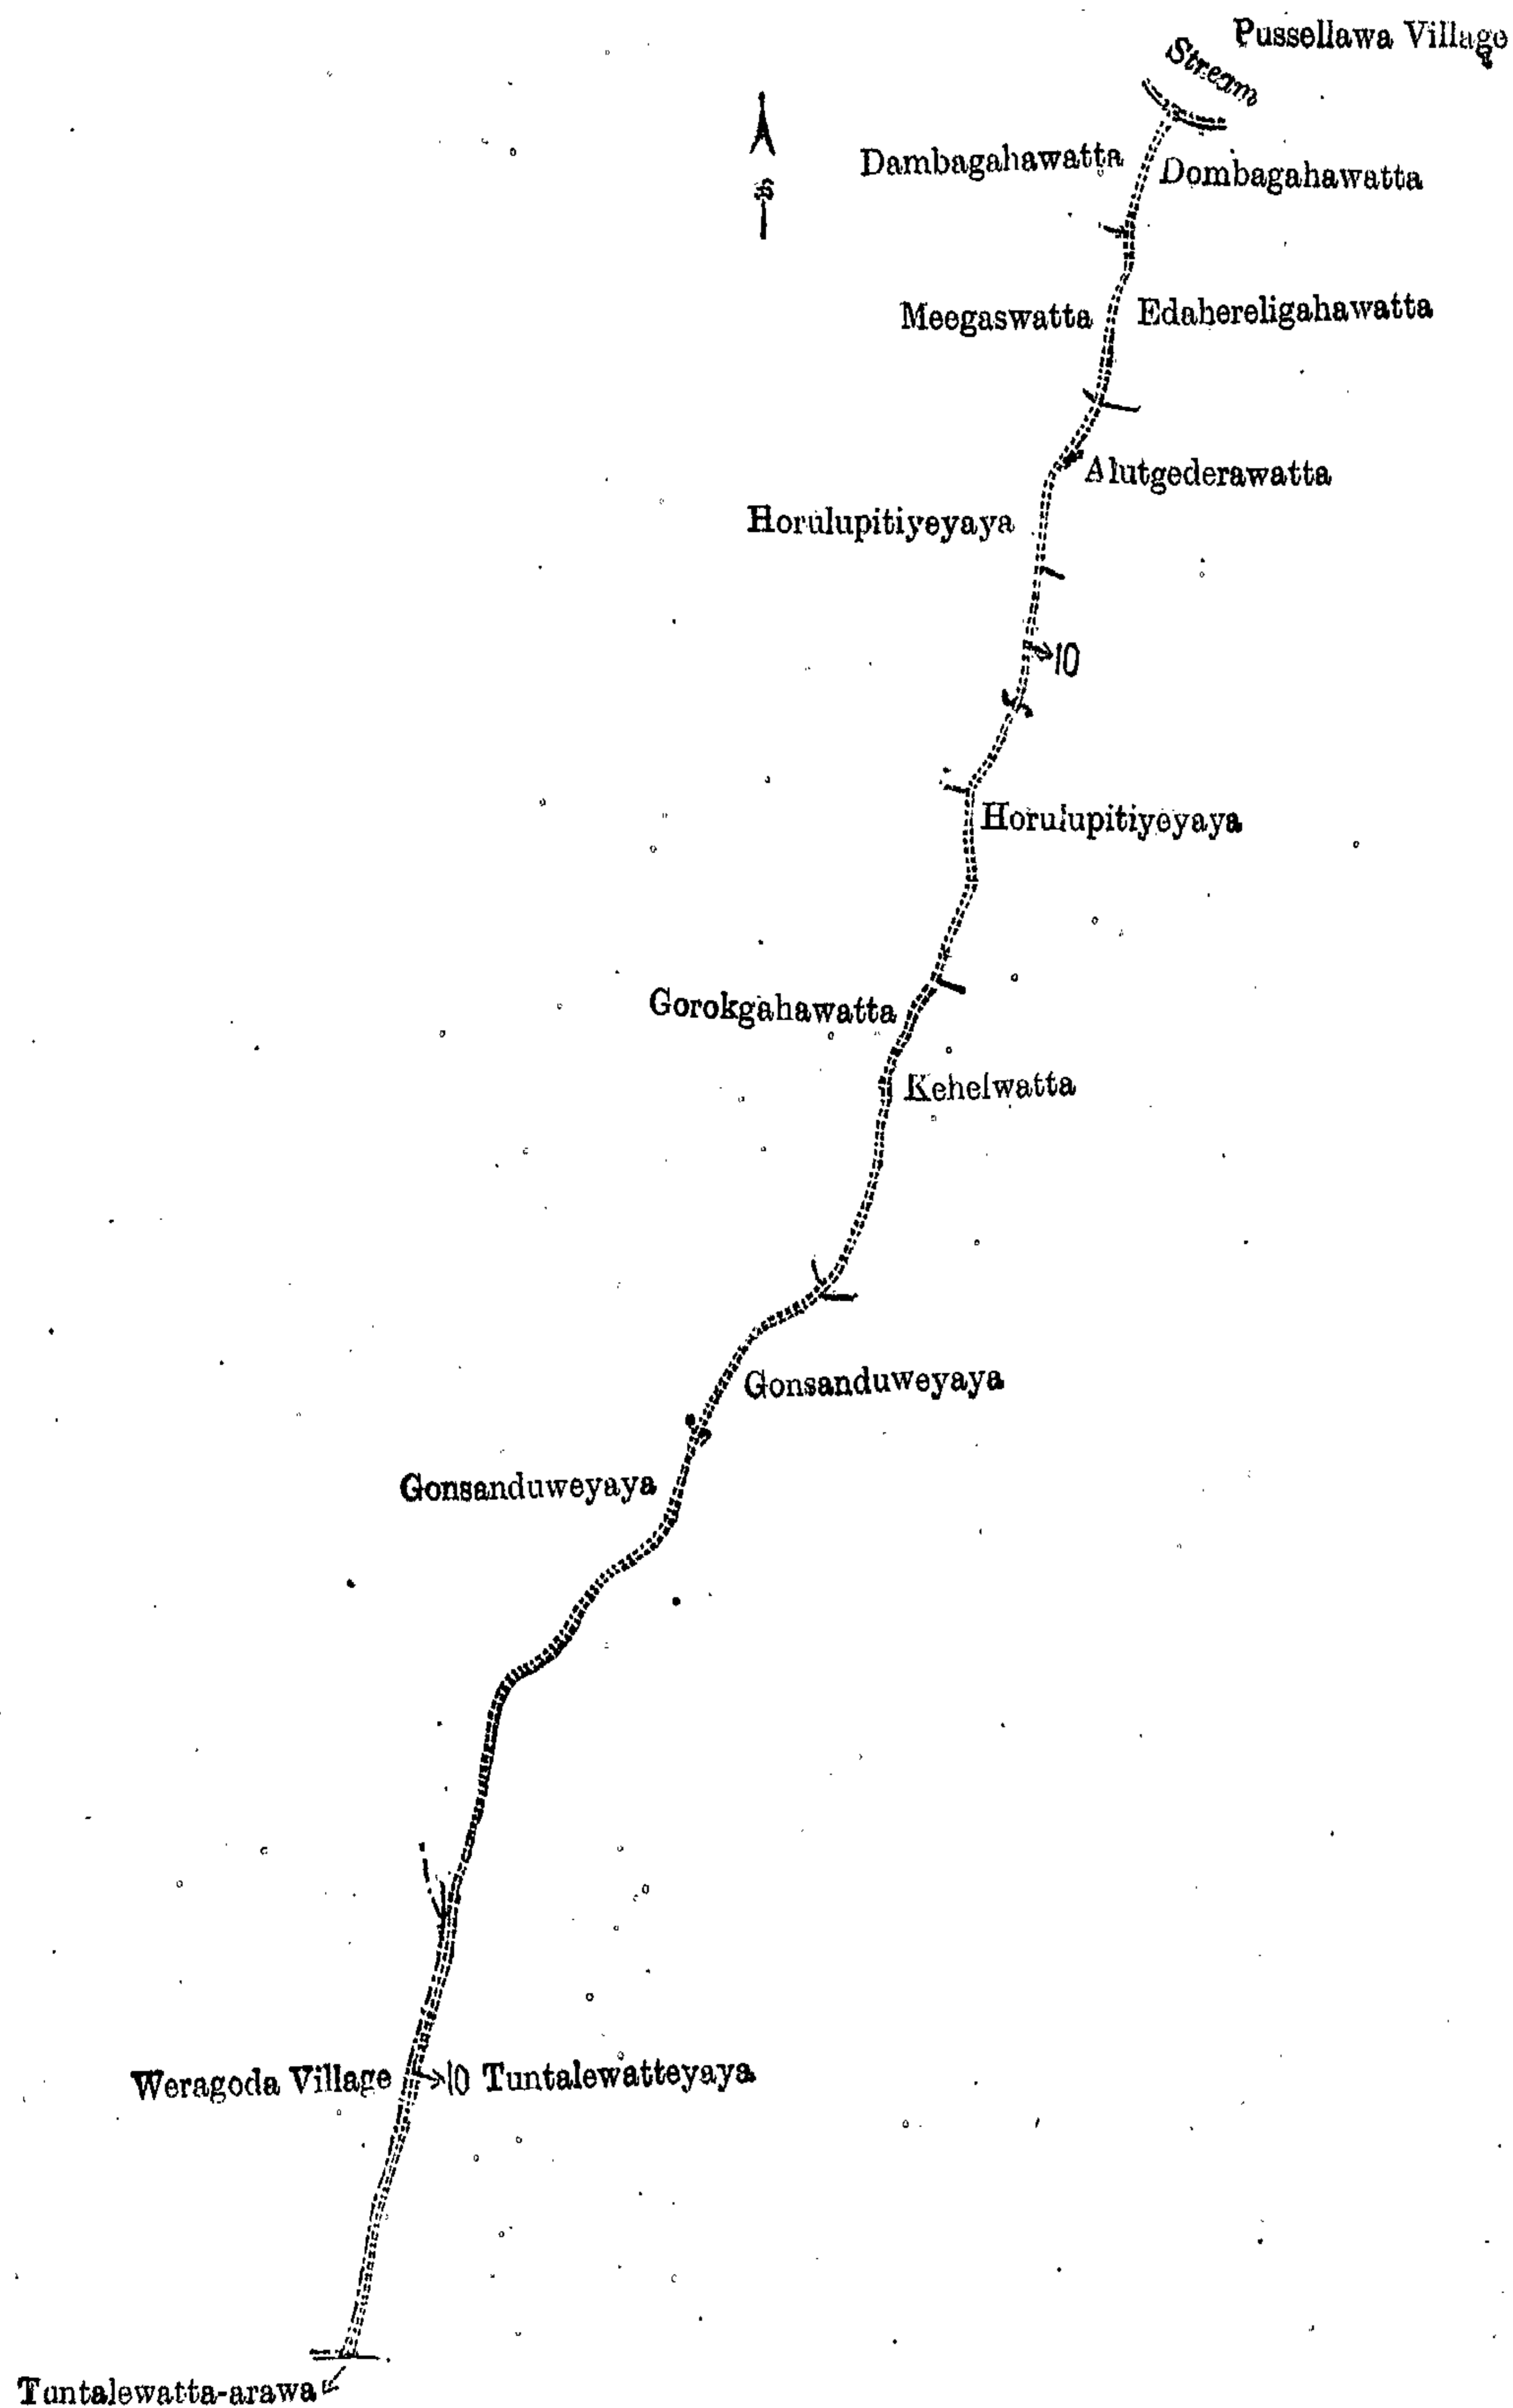 Pussellawa Village
Stream
Dambagahawatta
Dombagahawatta
Meegaswatta
Edahereligahawatta
Alutgederawatta
Horulupitiyeyaya
10
Horulupitiyeyaya
Gorokgahawatta
Kehelwatta
Gonsanduweyaya
Gonsanduweyaya
Weragoda Village
10 Tuntalewatteyaya
Tuntalewatta-arawa